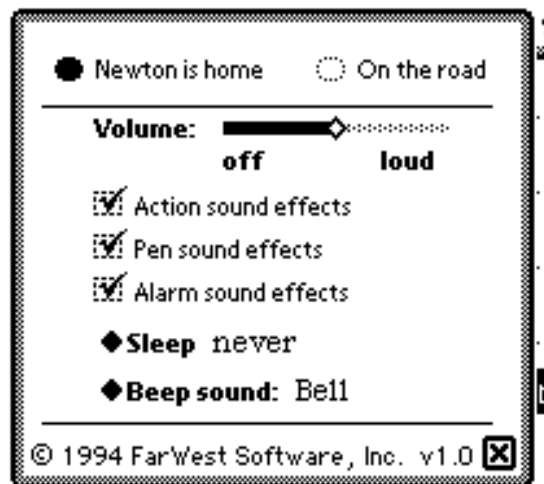 Newton is home On the road
Volume:
off loud
Action sound effects
Pen sound effects
Alarm sound effects
Sleep never
Beep sound: Bell
© 1994 FarWest Software, Inc. v1.0